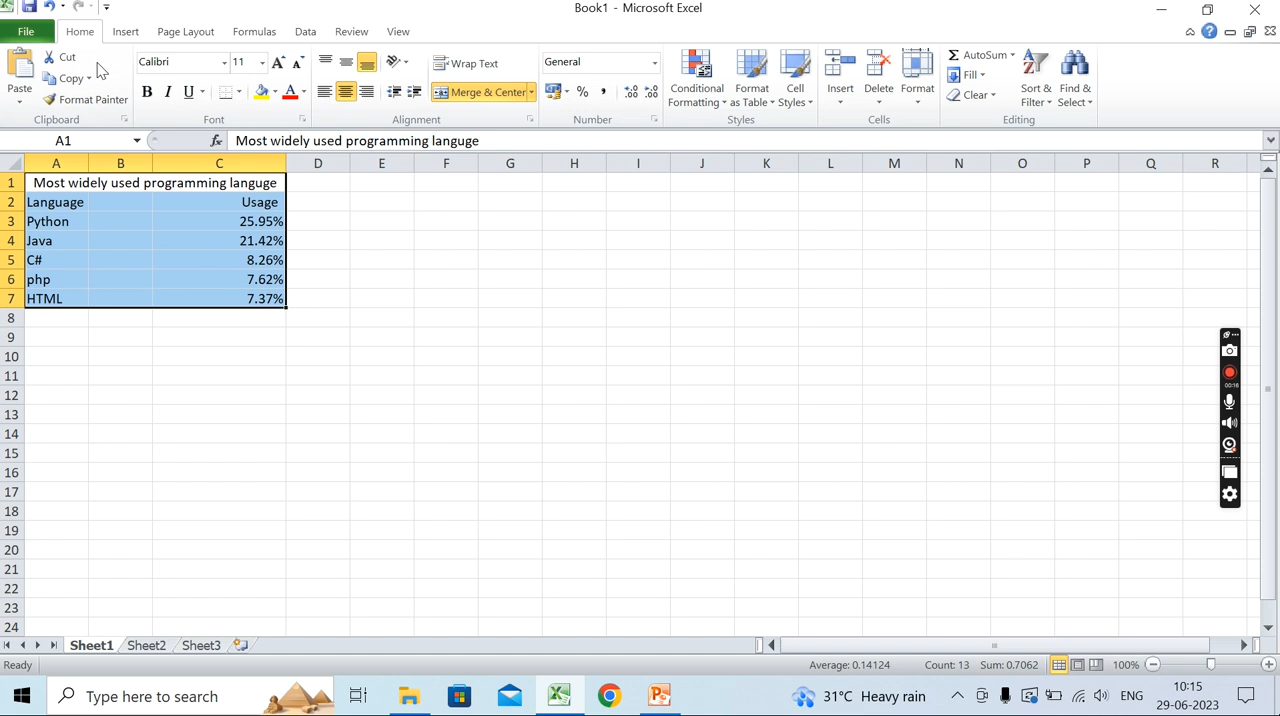 Book1 - Microsoft Excel
File Home Insert Page Layout Formulas Data Review View
Paste
Cut
Copy
Format Painter
Clipboard
Calibri 11
B I U A
Font
Wrap Text
Merge & Center
Alignment
General
% ,
Number
Conditional Formatting
Format as Table
Cell Styles
Styles
Insert
Delete
Format
Cells
AutoSum
Fill
Clear
Sort & Filter
Find & Select
Editing
A1 fx Most widely used programming languge
A B C D E F G H I J K L M N O P Q R
1 Most widely used programming languge
2 Language Usage
3 Python 25.95%
4 Java 21.42%
5 C# 8.26%
6 php 7.62%
7 HTML 7.37%
8
9
10
11
12
13
14
15
16
17
18
19
20
21
22
23
24
00:18
Sheet1 Sheet2 Sheet3
Ready Average: 0.14124 Count: 13 Sum: 0.7062 100%
Type here to search
31°C Heavy rain
ENG
10:15
29-06-2023